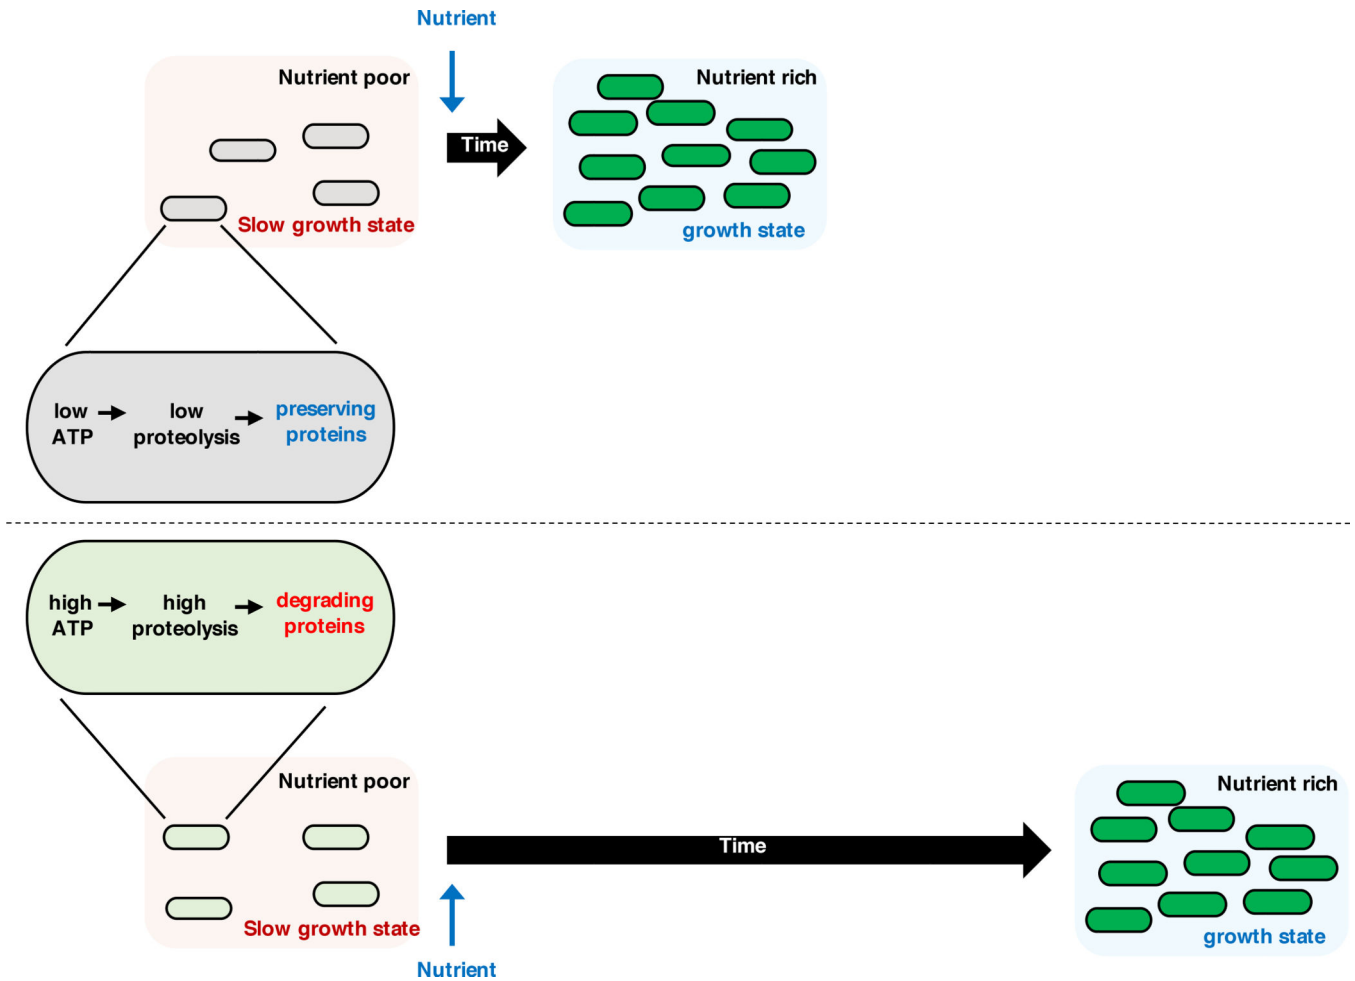 Nutrient
Nutrient poor
Slow growth state
Time
Nutrient rich
growth state
low
ATP
low
proteolysis
preserving
proteins
high
ATP
high
proteolysis
degrading
proteins
Nutrient poor
Slow growth state
Time
Nutrient
Nutrient rich
growth state